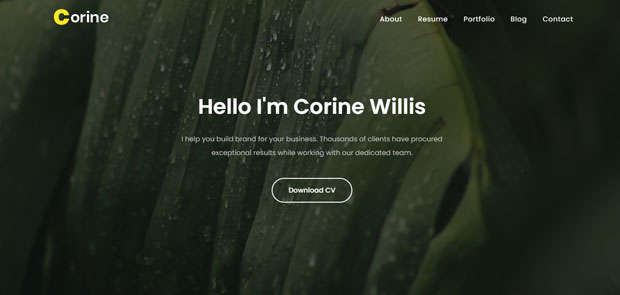 Corine
About Resume Portfolio Blog Contact
Hello I'm Corine Willis
I help you build brand for your business. Thousands of clients have procured
exceptional results while working with our dedicated team.
Download CV